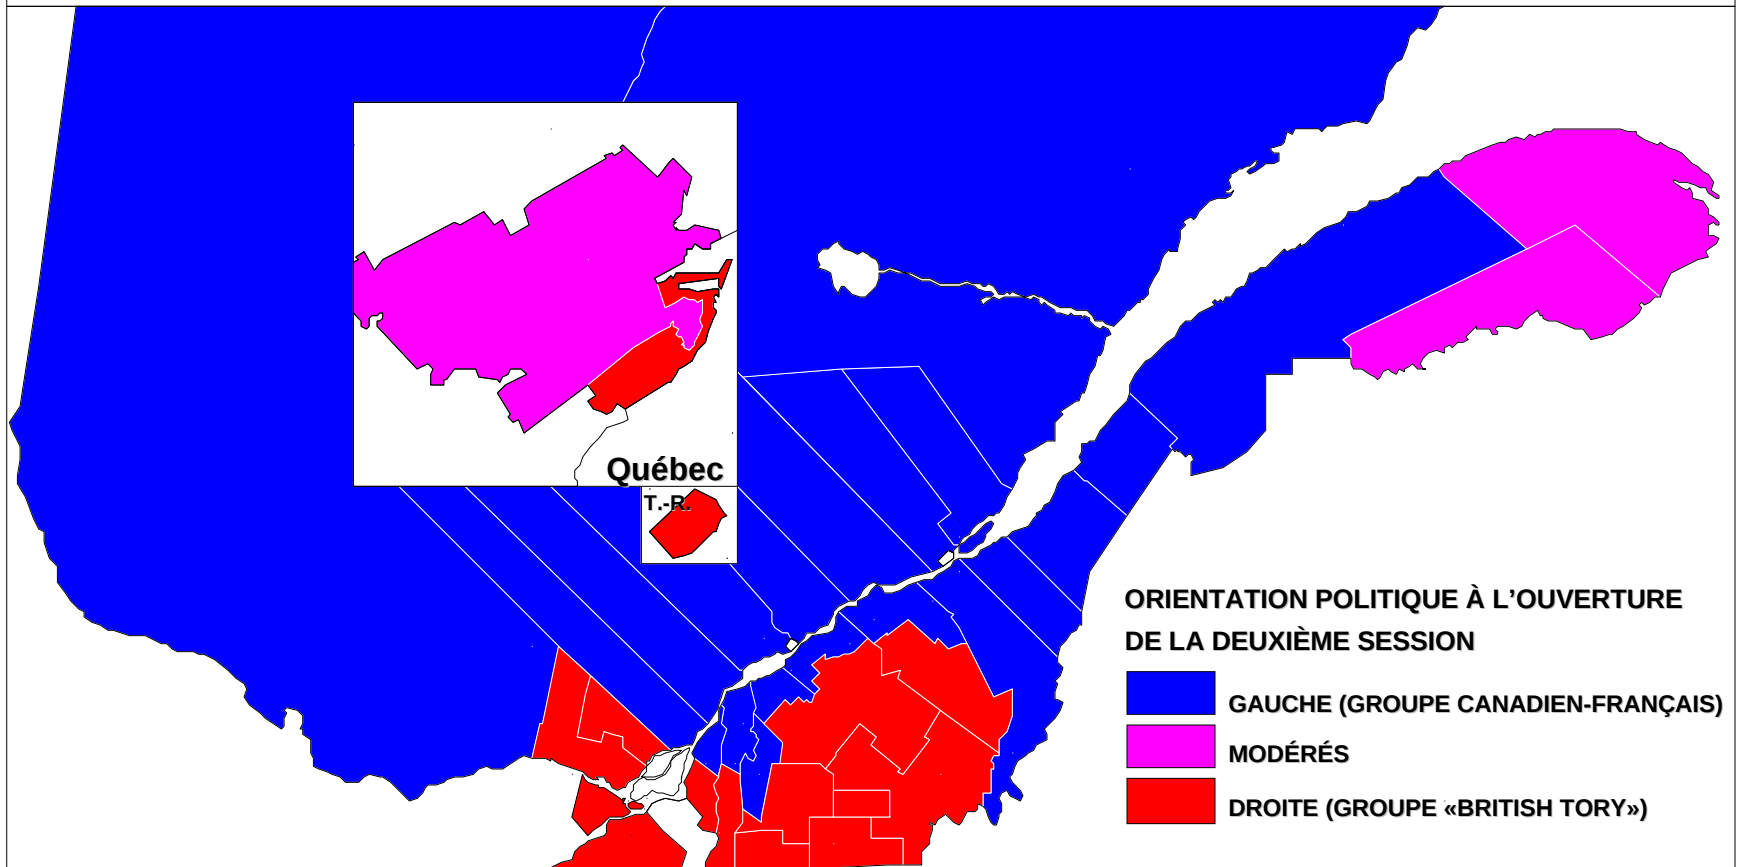 Québec
T.-R.
ORIENTATION POLITIQUE À L’OUVERTURE
DE LA DEUXIÈME SESSION
GAUCHE (GROUPE CANADIEN-FRANÇAIS)
MODÉRÉS
DROITE (GROUPE «BRITISH TORY»)